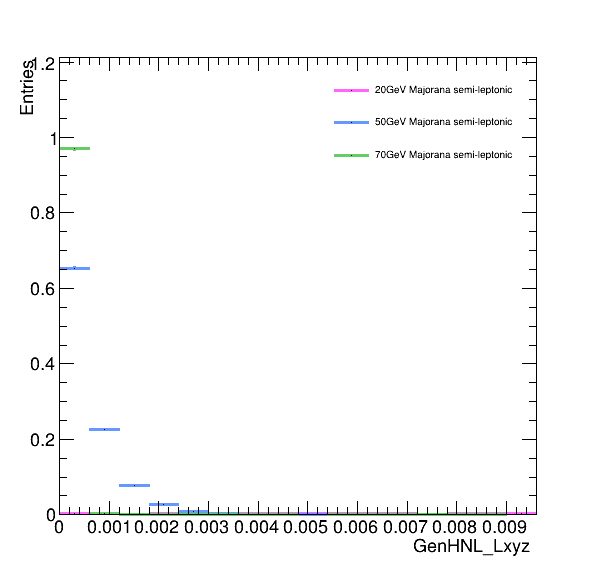 Entries
1.2
1
0.8
0.6
0.4
0.2
0
20GeV Majorana semi-leptonic
50GeV Majorana semi-leptonic
70GeV Majorana semi-leptonic
0 0.001 0.002 0.003 0.004 0.005 0.006 0.007 0.008 0.009
GenHNL_Lxyz